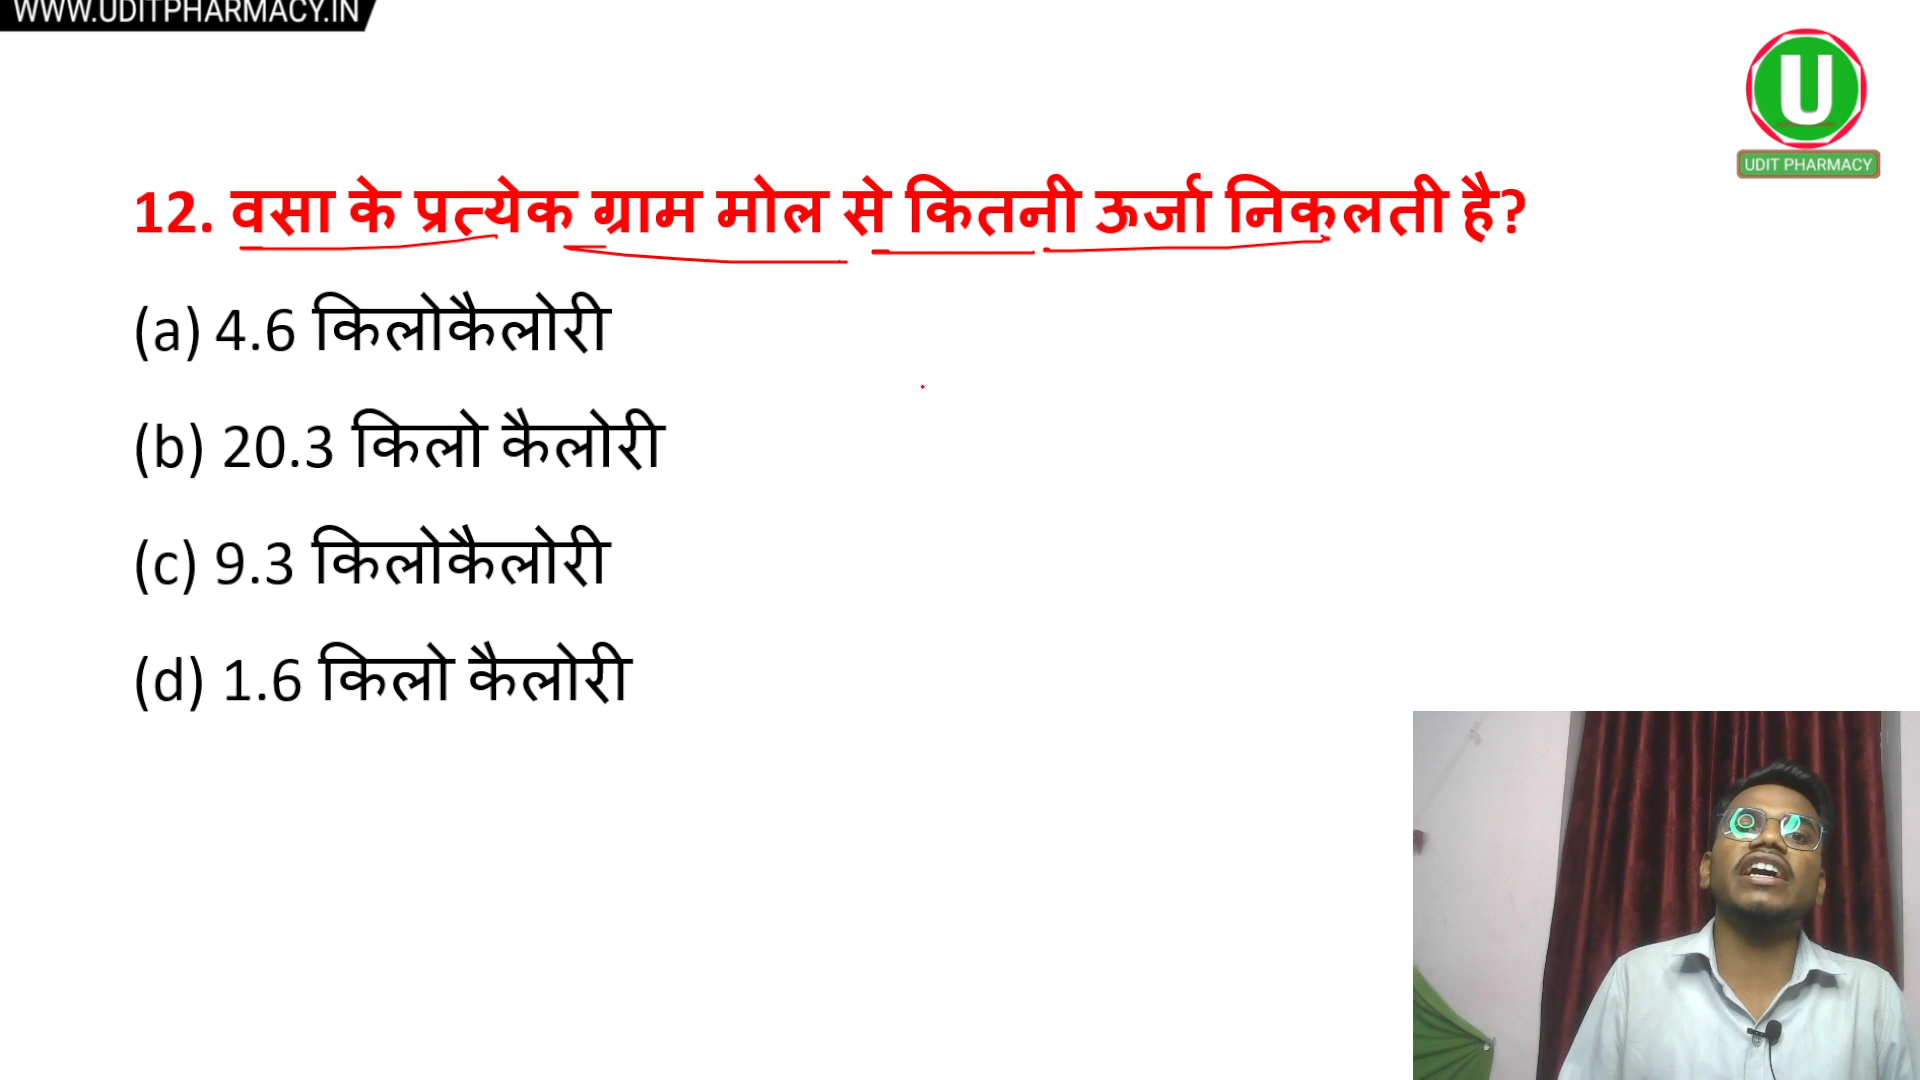 WWW.UDITPHARMACY.IN
U
UDIT PHARMACY
12. वसा के प्रत्येक ग्राम मोल से कितनी ऊर्जा निकलती है?
(a) 4.6 किलोकैलोरी
(b) 20.3 किलो कैलोरी
(c) 9.3 किलोकैलोरी
(d) 1.6 किलो कैलोरी